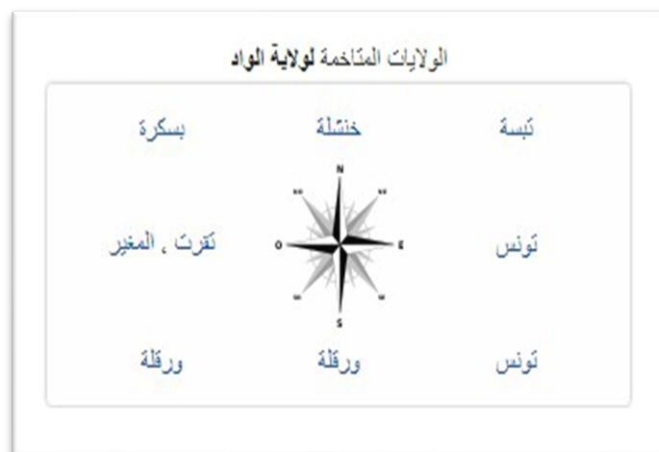 الولايات المتاخمة لولاية الواد
تبسة خنشلة بسكرة
N
تونس E O تقرت ، المغير
S
تونس ورقلة ورقلة